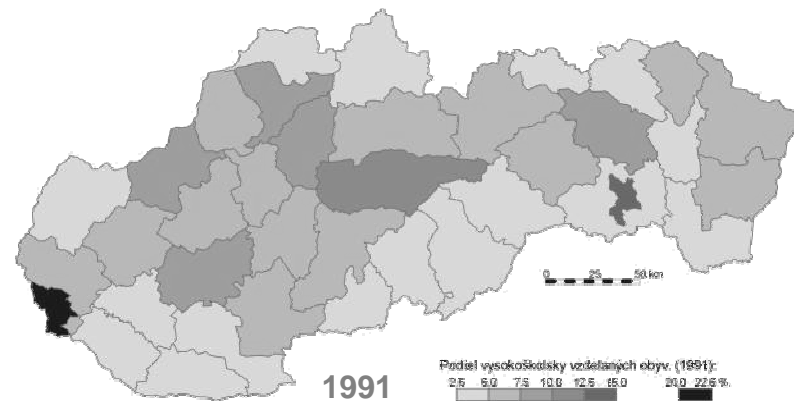 0 25 50 km
1991
Podiel vysokoškolsky vzdelaných obyv. (1991):
2,5 5,0 7,5 10,0 12,5 15,0 20,0 22,6 %